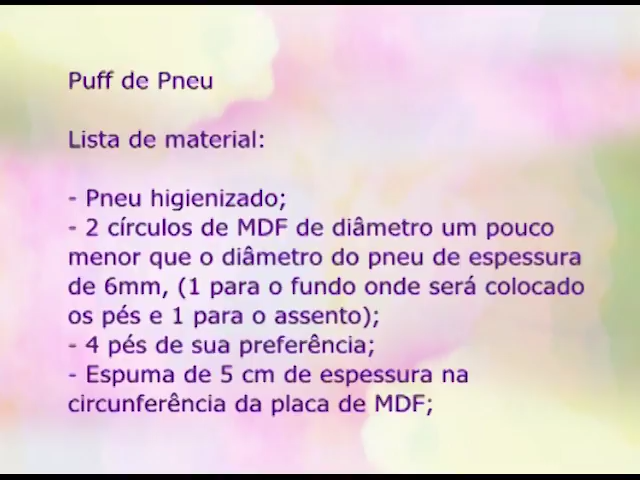 Puff de Pneu
Lista de material:
- Pneu higienizado;
- 2 círculos de MDF de diâmetro um pouco
menor que o diâmetro do pneu de espessura
de 6mm, (1 para o fundo onde será colocado
os pés e 1 para o assento);
- 4 pés de sua preferência;
- Espuma de 5 cm de espessura na
circunferência da placa de MDF;